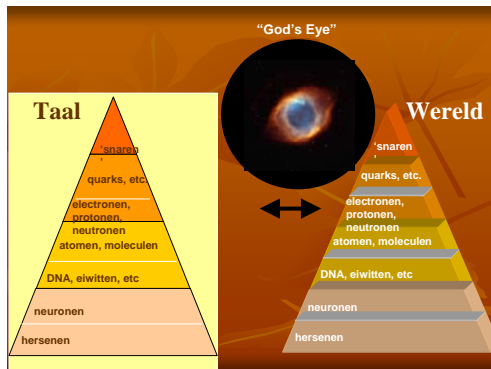 “God’s Eye”
Taal
‘snaren
’
quarks, etc.
electronen,
protonen,
neutronen
atomen, moleculen
DNA, eiwitten, etc
neuronen
hersenen
Wereld
‘snaren
’
quarks, etc.
electronen,
protonen,
neutronen
atomen, moleculen
DNA, eiwitten, etc
neuronen
hersenen